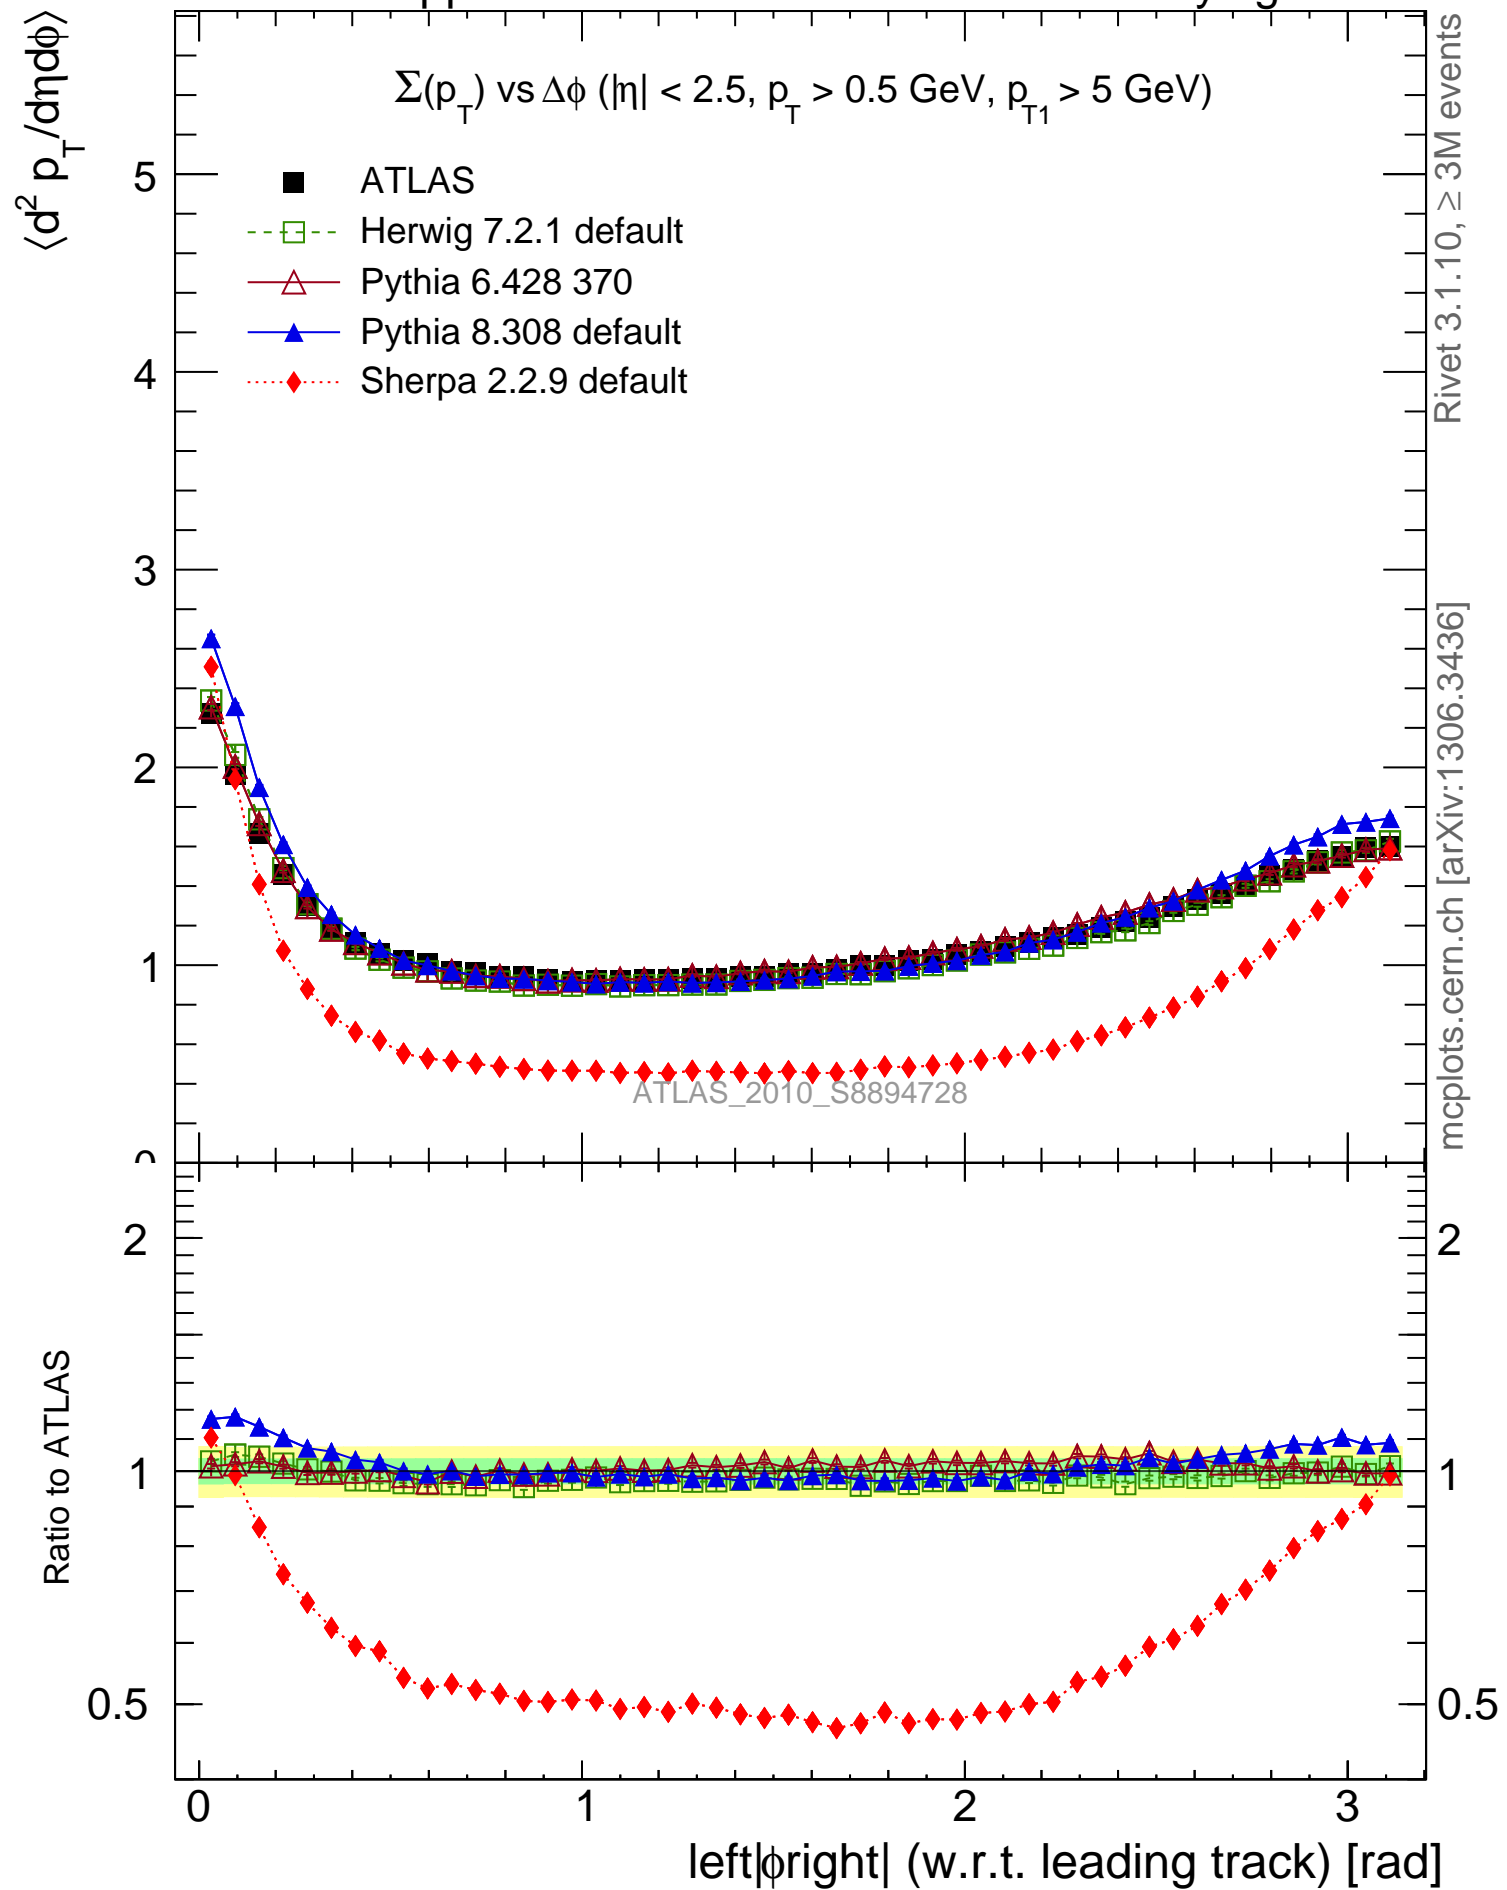 Σ(p_T) vs Δϕ (|η| < 2.5, p_T > 0.5 GeV, p_T1 > 5 GeV)
⟨d² p_T/dηdϕ⟩
ATLAS
Herwig 7.2.1 default
Pythia 6.428 370
Pythia 8.308 default
Sherpa 2.2.9 default
5
4
3
2
1
0
ATLAS_2010_S8894728
Rivet 3.1.10, ≥ 3M events
mcplots.cern.ch [arXiv:1306.3436]
Ratio to ATLAS
2
1
0.5
2
1
0.5
0 1 2 3
left|ϕright| (w.r.t. leading track) [rad]